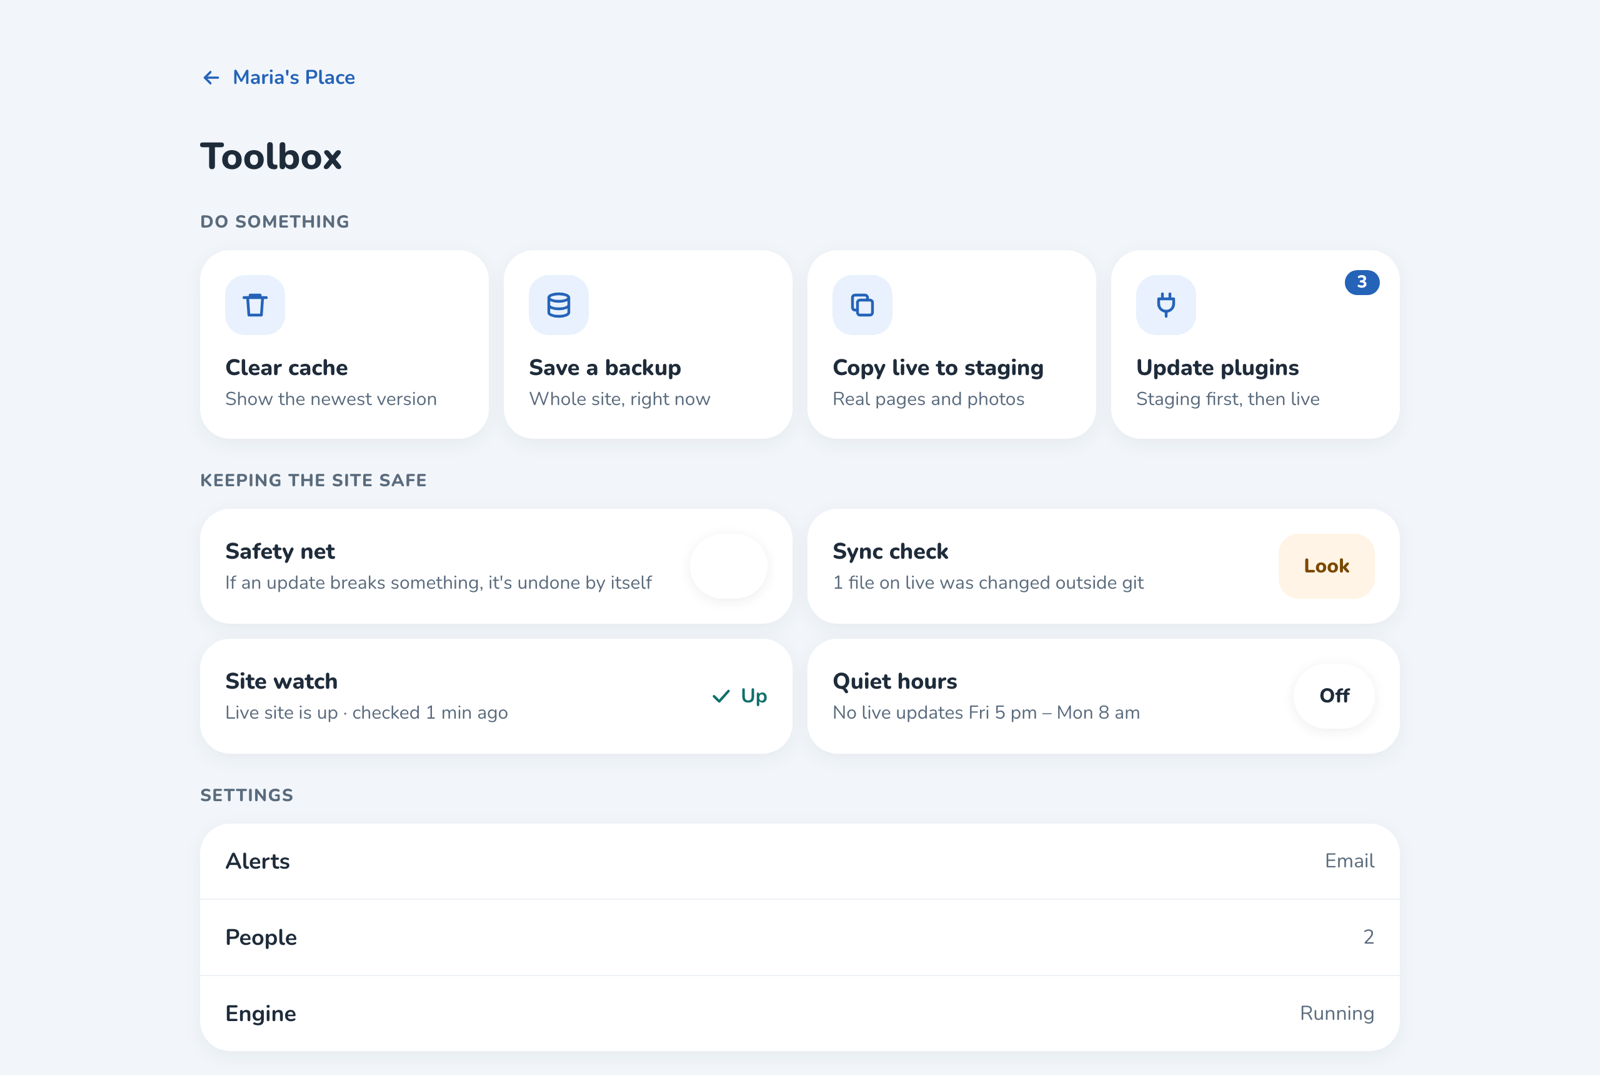 Maria's Place
Toolbox
DO SOMETHING
3
Clear cache
Show the newest version
Save a backup
Whole site, right now
Copy live to staging
Real pages and photos
Update plugins
Staging first, then live
KEEPING THE SITE SAFE
Safety net
If an update breaks something, it's undone by itself
Sync check
1 file on live was changed outside git
Look
Site watch
Live site is up · checked 1 min ago
Up
Quiet hours
No live updates Fri 5 pm – Mon 8 am
Off
SETTINGS
Alerts
Email
People
2
Engine
Running